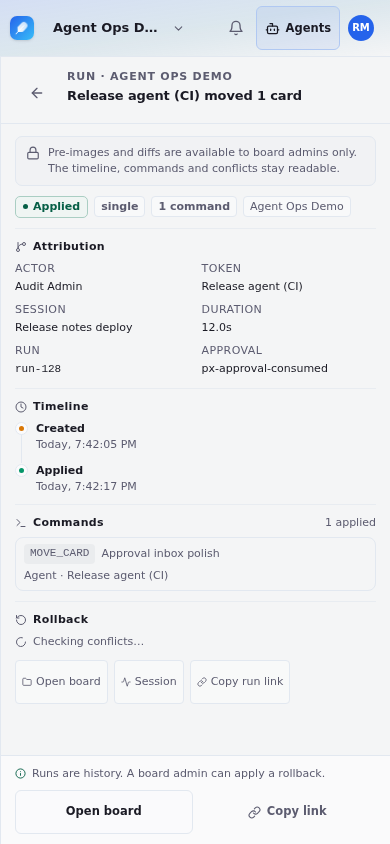 Agent Ops D...
Agents
RM
RUN · AGENT OPS DEMO
Release agent (CI) moved 1 card
Pre-images and diffs are available to board admins only.
The timeline, commands and conflicts stay readable.
Applied
single
1 command
Agent Ops Demo
Attribution
ACTOR
TOKEN
Audit Admin
Release agent (CI)
SESSION
DURATION
Release notes deploy
12.0s
RUN
APPROVAL
run-128
px-approval-consumed
Timeline
Created
Today, 7:42:05 PM
Applied
Today, 7:42:17 PM
Commands
1 applied
MOVE_CARD
Approval inbox polish
Agent · Release agent (CI)
Rollback
Checking conflicts...
Open board
Session
Copy run link
Runs are history. A board admin can apply a rollback.
Open board
Copy link